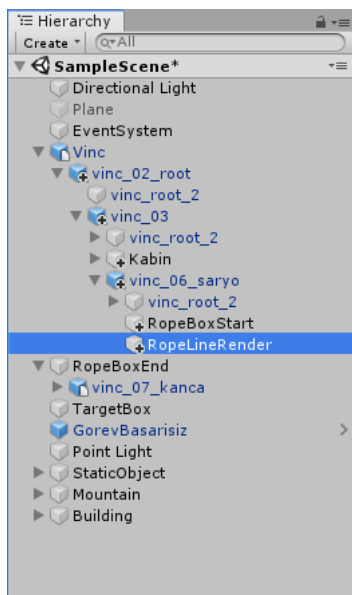 Hierarchy
Create All
SampleScene*
Directional Light
Plane
EventSystem
Vinc
vinc_02_root
vinc_root_2
vinc_03
vinc_root_2
Kabin
vinc_06_saryo
vinc_root_2
RopeBoxStart
RopeLineRender
RopeBoxEnd
vinc_07_kanca
TargetBox
GorevBasarisiz
Point Light
StaticObject
Mountain
Building